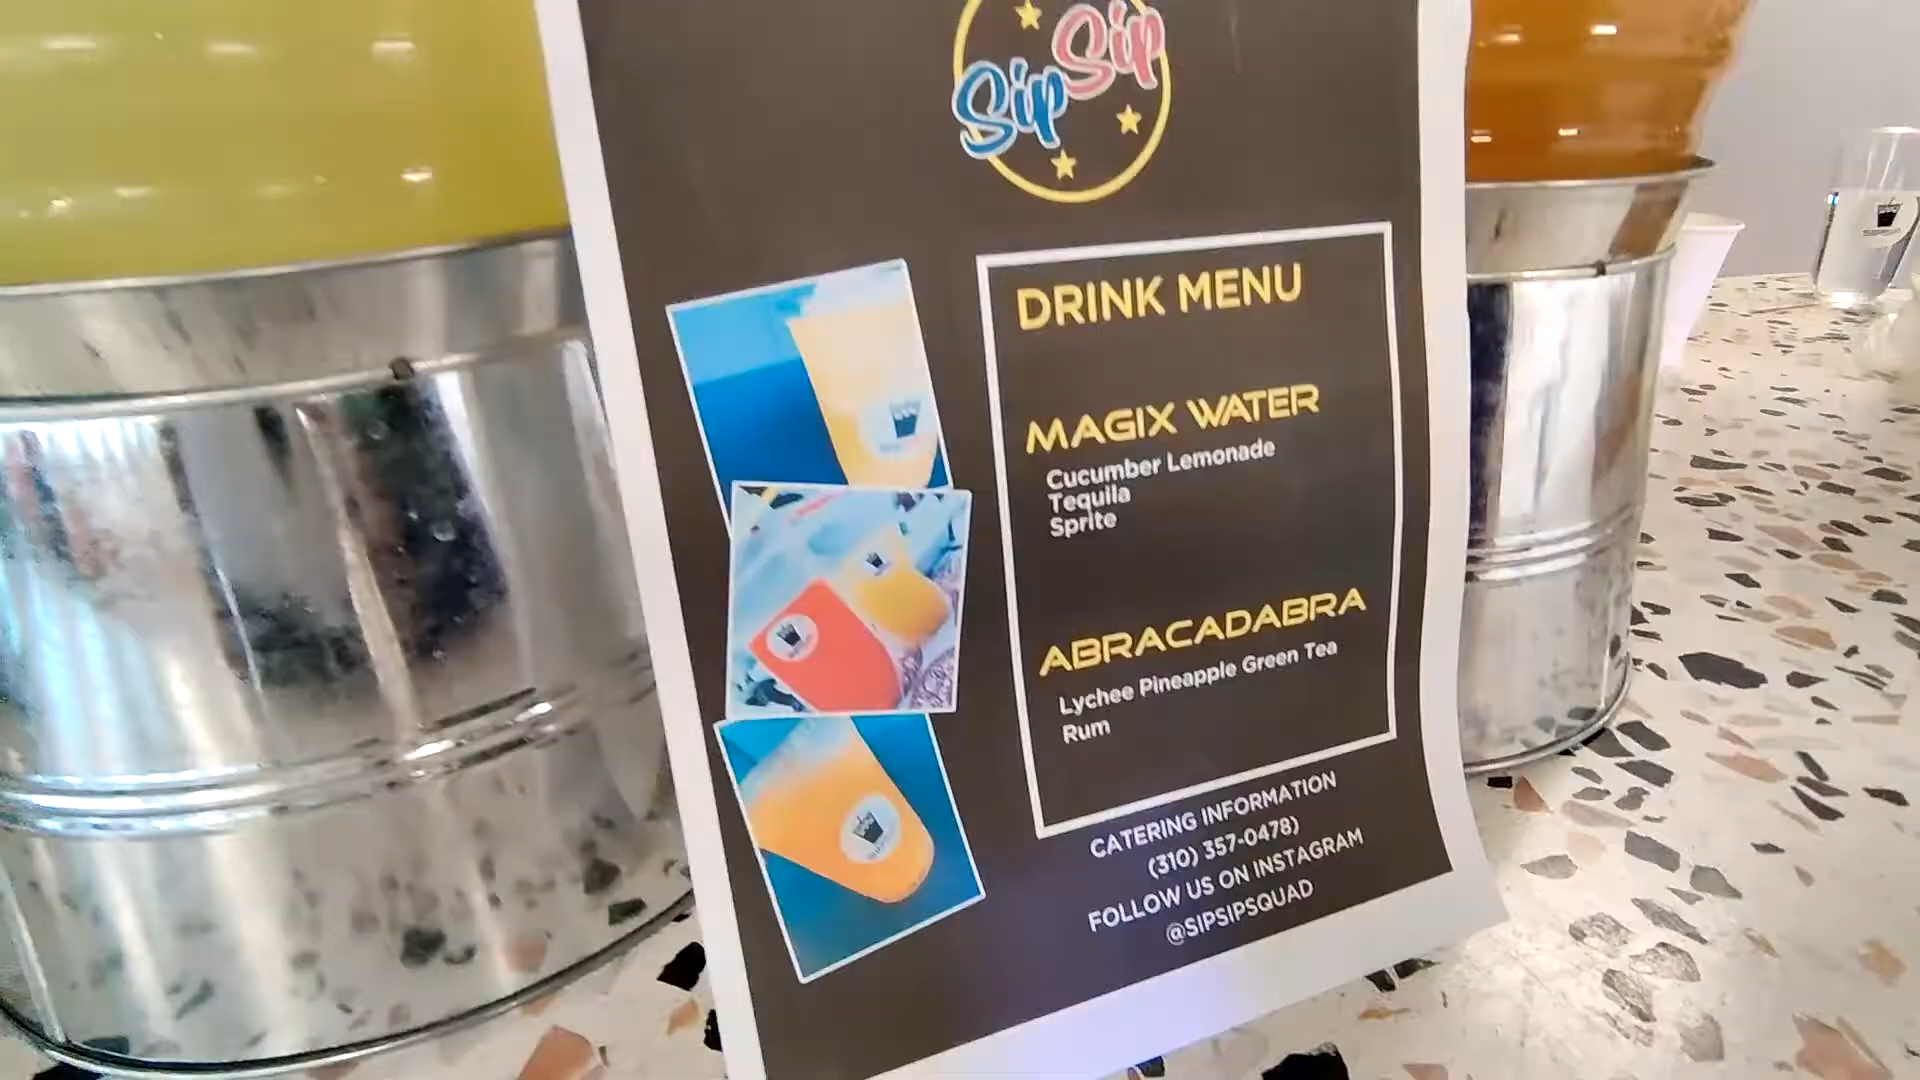 Sip Sip
DRINK MENU
MAGIX WATER
Cucumber Lemonade
Tequila
Sprite
ABRACADABRA
Lychee Pineapple Green Tea
Rum
CATERING INFORMATION
(310) 357-0478)
FOLLOW US ON INSTAGRAM
@SIPSIPSQUAD